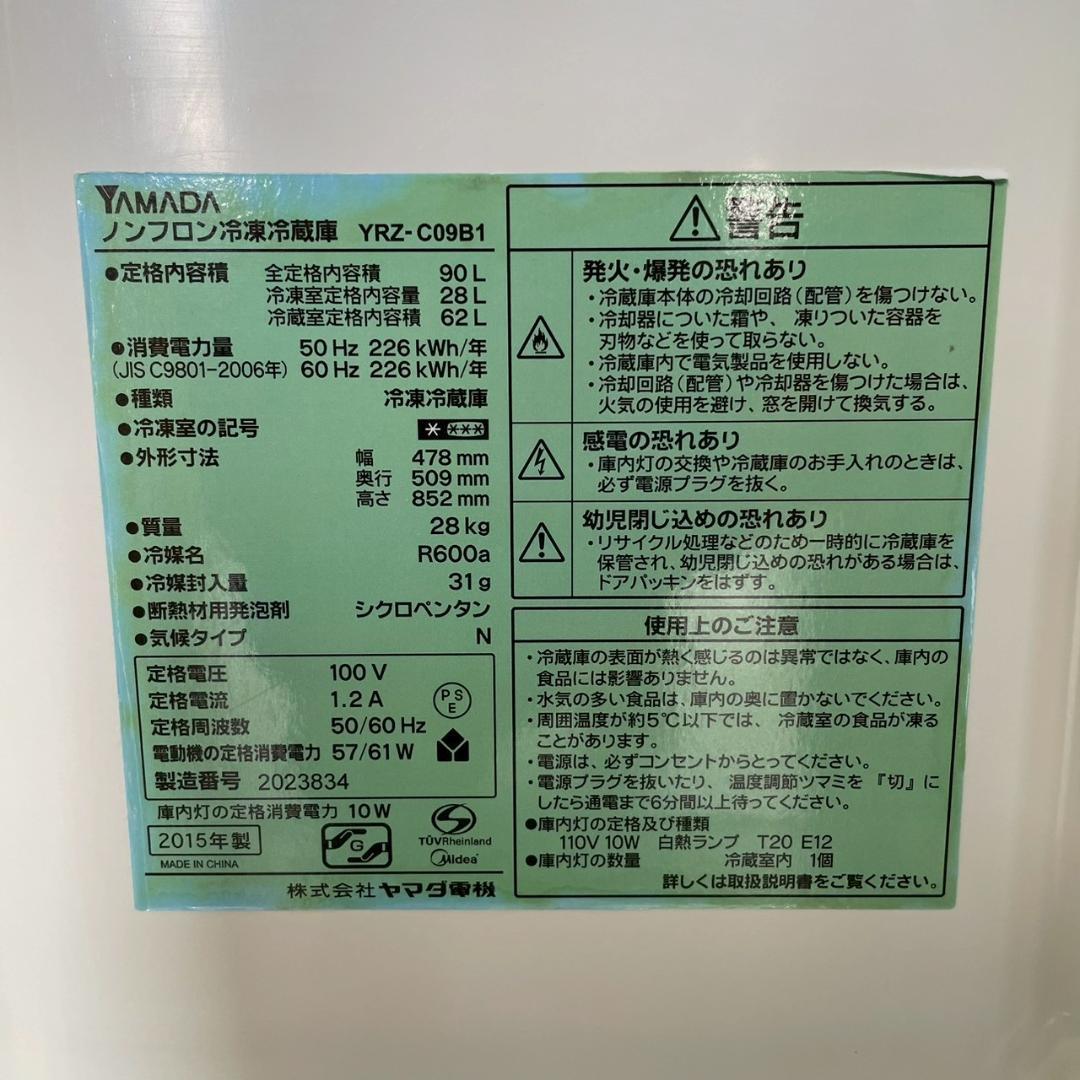 YAMADA
ノンフロン冷凍冷蔵庫 YRZ-C09B1
●定格内容積 全定格内容積 90 L
冷凍室定格内容量 28 L
冷蔵室定格内容積 62 L
●消費電力量 50 Hz 226 kWh/年
(JIS C9801-2006年) 60 Hz 226 kWh/年
●種類 冷凍冷蔵庫
●冷凍室の記号 * ***
●外形寸法 幅 478 mm
奥行 509 mm
高さ 852 mm
●質量 28 kg
●冷媒名 R600a
●冷媒封入量 31 g
●断熱材用発泡剤 シクロペンタン
●気候タイプ N
定格電圧 100 V
定格電流 1.2 A
定格周波数 50/60 Hz
電動機の定格消費電力 57/61 W
製造番号 2023834
PSE
庫内灯の定格消費電力 10 W
2015年製
MADE IN CHINA
G
TÜVRheinland
Midea
株式会社 ヤマダ電機
警告
発火・爆発の恐れあり
・冷蔵庫本体の冷却回路(配管)を傷つけない。
・冷却器についた霜や、凍りついた容器を
刃物などを使って取らない。
・冷蔵庫内で電気製品を使用しない。
・冷却回路(配管)や冷却器を傷つけた場合は、
火気の使用を避け、窓を開けて換気する。
感電の恐れあり
・庫内灯の交換や冷蔵庫のお手入れのときは、
必ず電源プラグを抜く。
幼児閉じ込めの恐れあり
・リサイクル処理などのため一時的に冷蔵庫を
保管され、幼児閉じ込めの恐れがある場合は、
ドアパッキンをはずす。
使用上のご注意
・冷蔵庫の表面が熱く感じるのは異常ではなく、庫内の
食品には影響ありません。
・水気の多い食品は、庫内の奥に置かないでください。
・周囲温度が約5℃以下では、冷蔵室の食品が凍る
ことがあります。
・電源は、必ずコンセントからとってください。
・電源プラグを抜いたり、温度調節ツマミを『切』に
したら通電まで6分間以上待ってください。
●庫内灯の定格及び種類
110V 10W 白熱ランプ T20 E12
●庫内灯の数量 冷蔵室内 1個
詳しくは取扱説明書をご覧ください。